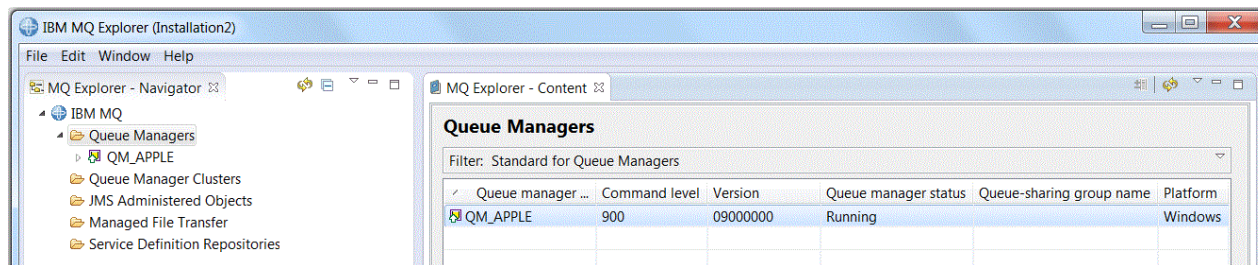 IBM MQ Explorer (Installation2)
File Edit Window Help
MQ Explorer - Navigator
IBM MQ
Queue Managers
QM_APPLE
Queue Manager Clusters
JMS Administered Objects
Managed File Transfer
Service Definition Repositories
MQ Explorer - Content
Queue Managers
Filter: Standard for Queue Managers
Queue manager ... Command level Version Queue manager status Queue-sharing group name Platform
QM_APPLE 900 09000000 Running Windows